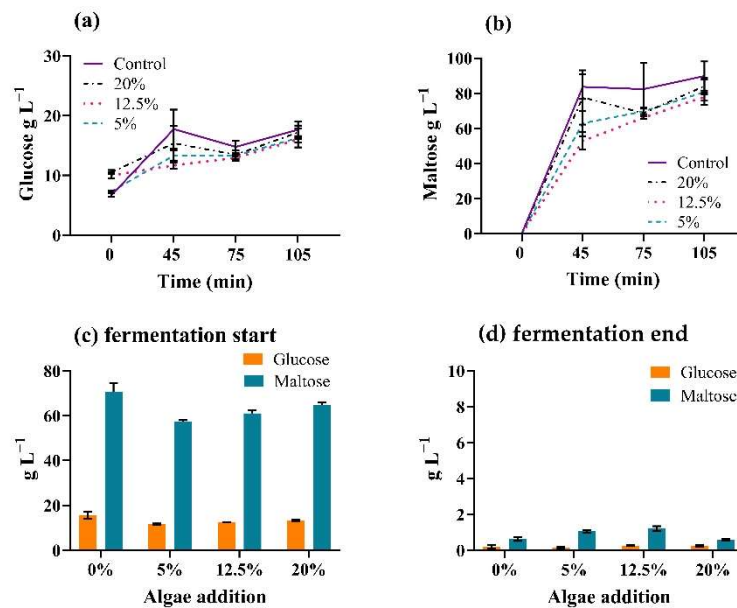 (a)
30
20
10
0
Glucose g L⁻¹
Control
20%
12.5%
5%
0 45 75 105
Time (min)
(b)
100
80
60
40
20
0
Maltose g L⁻¹
Control
20%
12.5%
5%
0 45 75 105
Time (min)
(c) fermentation start
Glucose
Maltose
80
60
40
20
0
g L⁻¹
0% 5% 12.5% 20%
Algae addition
(d) fermentation end
Glucose
Maltose
10
8
6
4
2
0
g L⁻¹
0% 5% 12.5% 20%
Algae addition